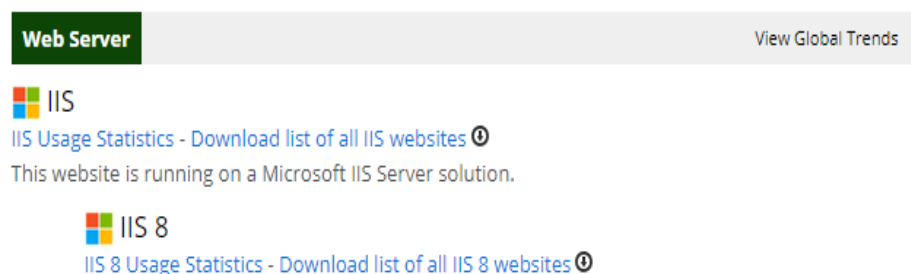 Web Server
View Global Trends
IIS
IIS Usage Statistics - Download list of all IIS websites
This website is running on a Microsoft IIS Server solution.
IIS 8
IIS 8 Usage Statistics - Download list of all IIS 8 websites